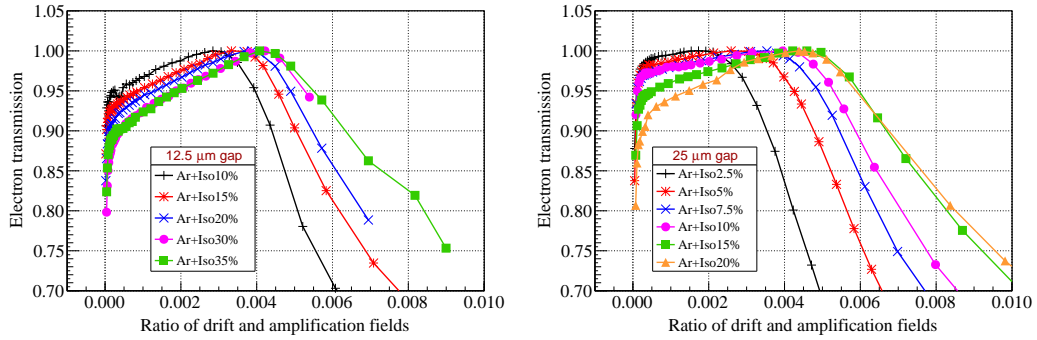 Electron transmission
1.05
1.00
0.95
0.90
0.85
0.80
0.75
0.70
12.5 μm gap
Ar+Iso10%
Ar+Iso15%
Ar+Iso20%
Ar+Iso30%
Ar+Iso35%
0.000 0.002 0.004 0.006 0.008 0.010
Ratio of drift and amplification fields
Electron transmission
1.05
1.00
0.95
0.90
0.85
0.80
0.75
0.70
25 μm gap
Ar+Iso2.5%
Ar+Iso5%
Ar+Iso7.5%
Ar+Iso10%
Ar+Iso15%
Ar+Iso20%
0.000 0.002 0.004 0.006 0.008 0.010
Ratio of drift and amplification fields